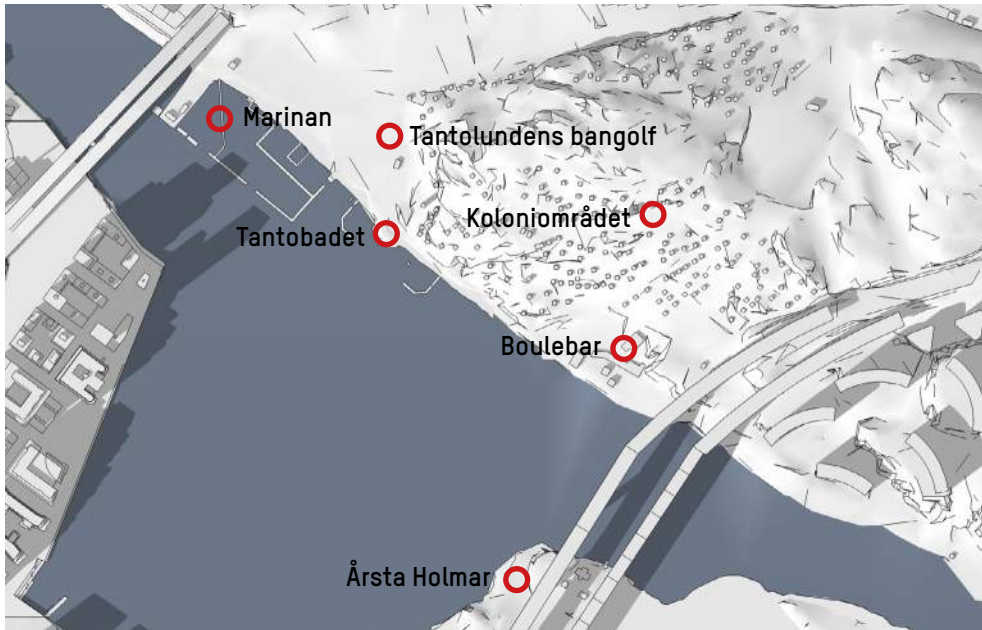 Marinan
Tantolundens bangolf
Koloniområdet
Tantobadet
Boulebar
Årsta Holmar